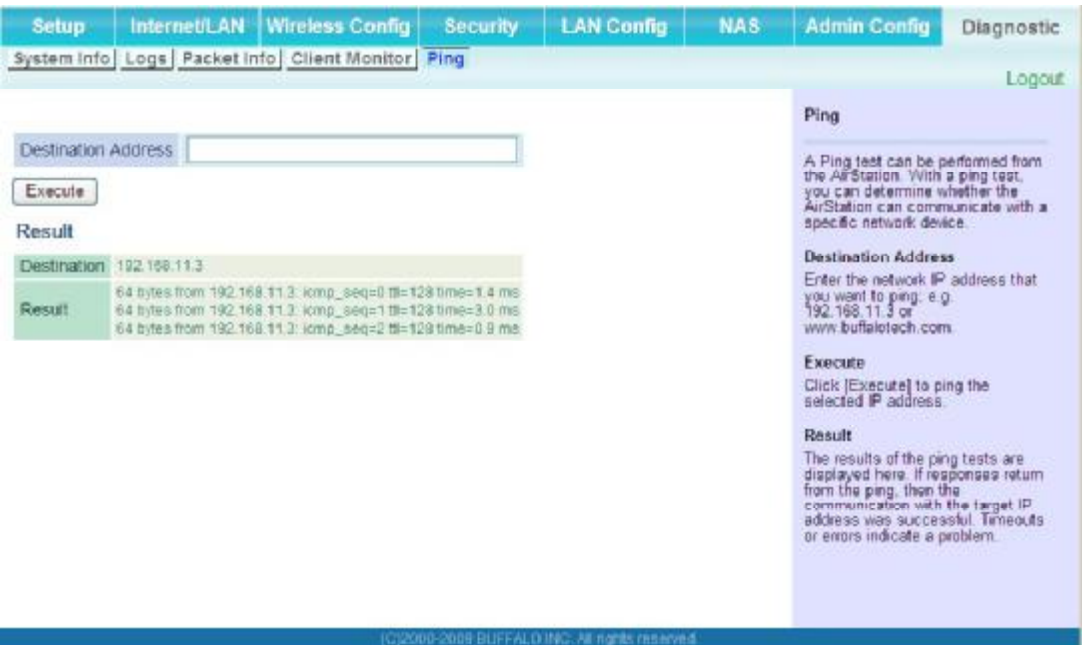 Setup Internet/LAN Wireless Config Security LAN Config NAS Admin Config Diagnostic
System Info Logs Packet Info Client Monitor Ping
Logout
Destination Address
Execute
Result
Destination 192.168.11.3
Result
64 bytes from 192.168.11.3: icmp_seq=0 ttl=128 time=1.4 ms
64 bytes from 192.168.11.3: icmp_seq=1 ttl=128 time=3.0 ms
64 bytes from 192.168.11.3: icmp_seq=2 ttl=128 time=0.9 ms
Ping
A Ping test can be performed from
the AirStation. With a ping test,
you can determine whether the
AirStation can communicate with a
specific network device.
Destination Address
Enter the network IP address that
you want to ping; e.g.
192.168.11.3 or
www.buffalotech.com.
Execute
Click [Execute] to ping the
selected IP address.
Result
The results of the ping tests are
displayed here. If responses return
from the ping, then the
communication with the target IP
address was successful. Timeouts
or errors indicate a problem.
(C)2000-2009 BUFFALO INC. All rights reserved.